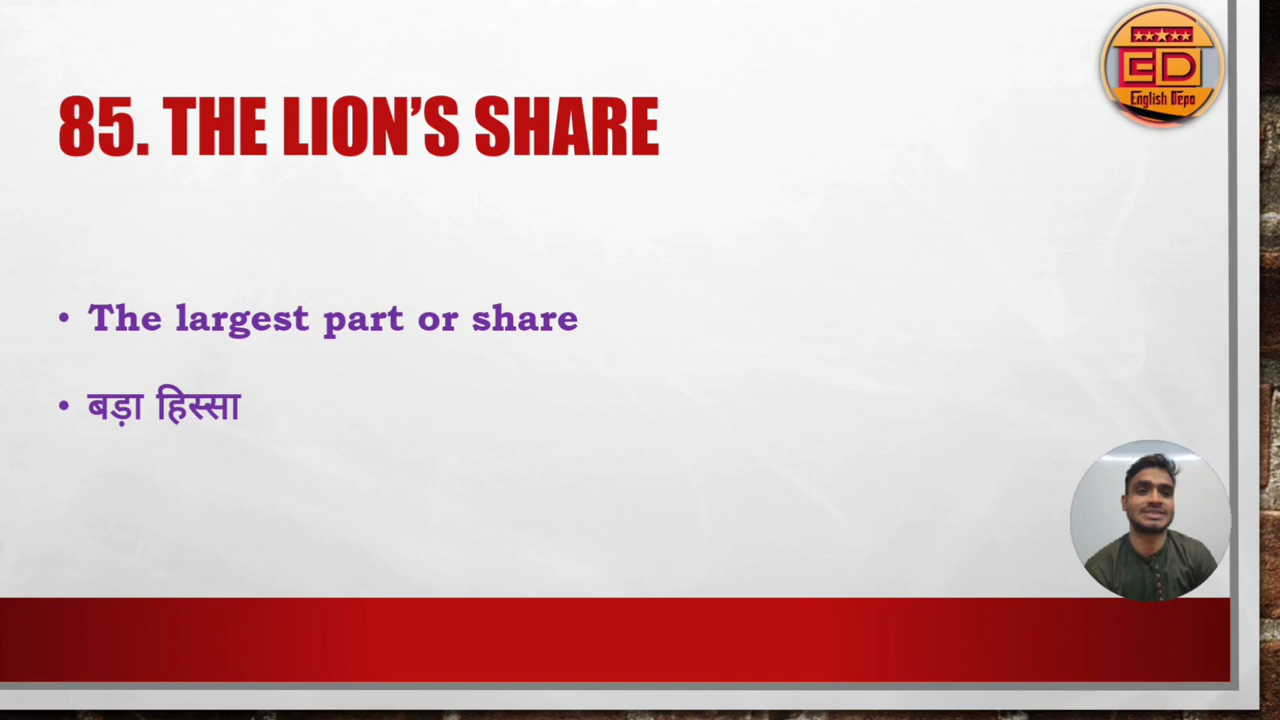 85. THE LION’S SHARE
ED
English Depo
• The largest part or share
• बड़ा हिस्सा